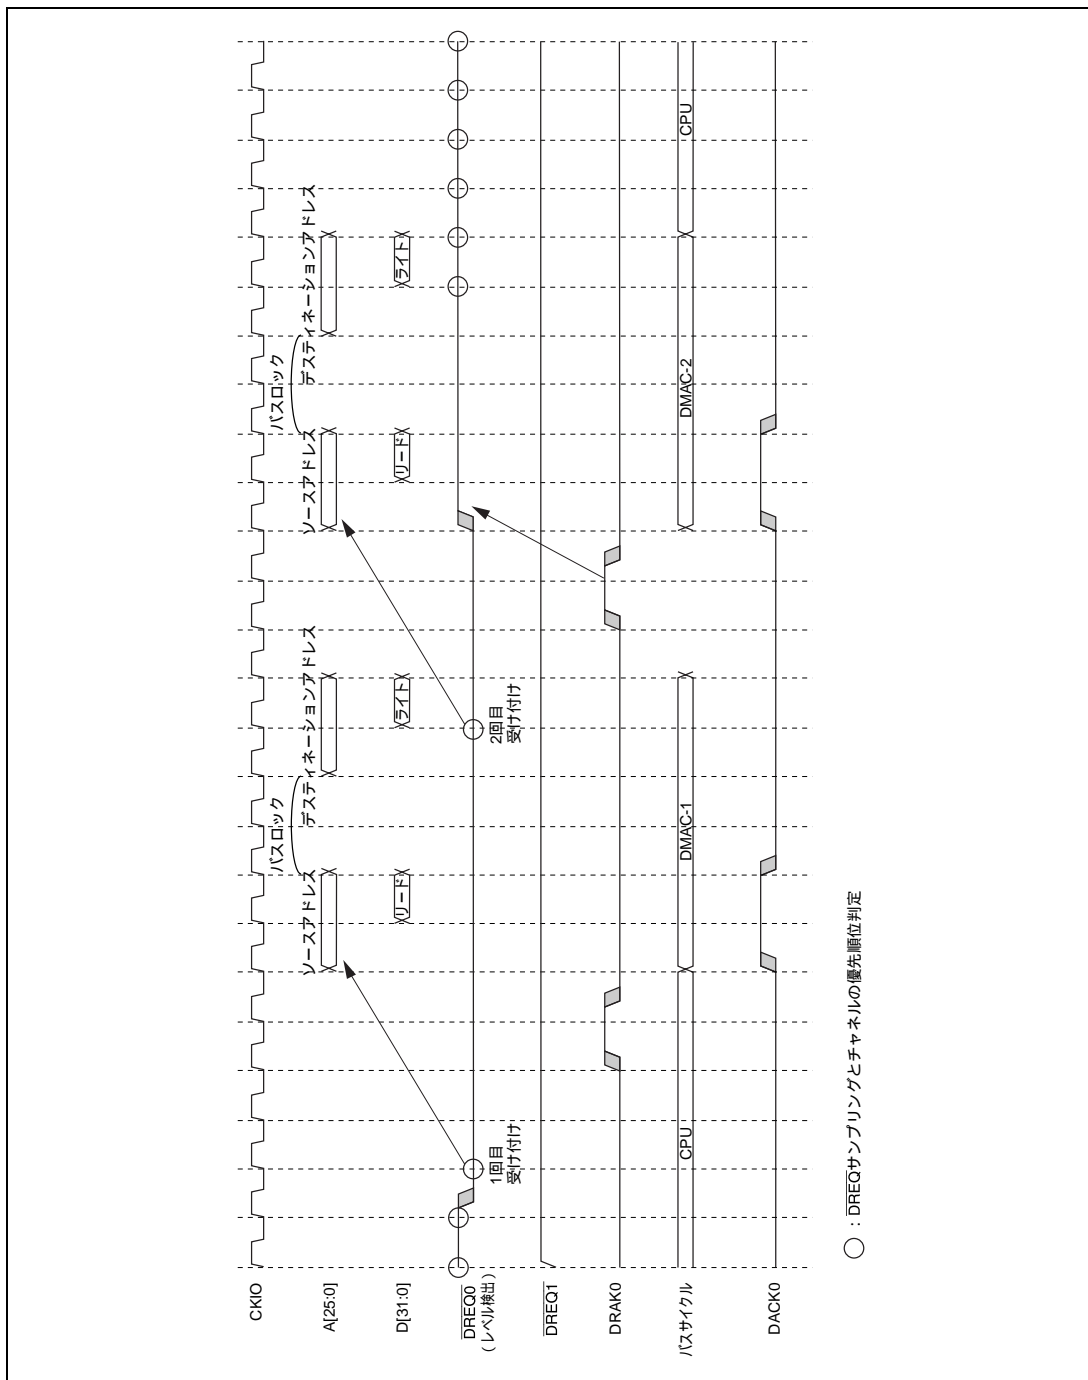 CKIO
A[25:0]
D[31:0]
DREQ0
（レベル検出）
DREQ1
DRAK0
バスサイクル
DACK0
バスロック
バスロック
ソースアドレス
デスティネーションアドレス
ソースアドレス
デスティネーションアドレス
リード
ライト
リード
ライト
1回目
受け付け
2回目
受け付け
CPU
DMAC-1
DMAC-2
CPU
○ : DREQサンプリングとチャネルの優先順位判定